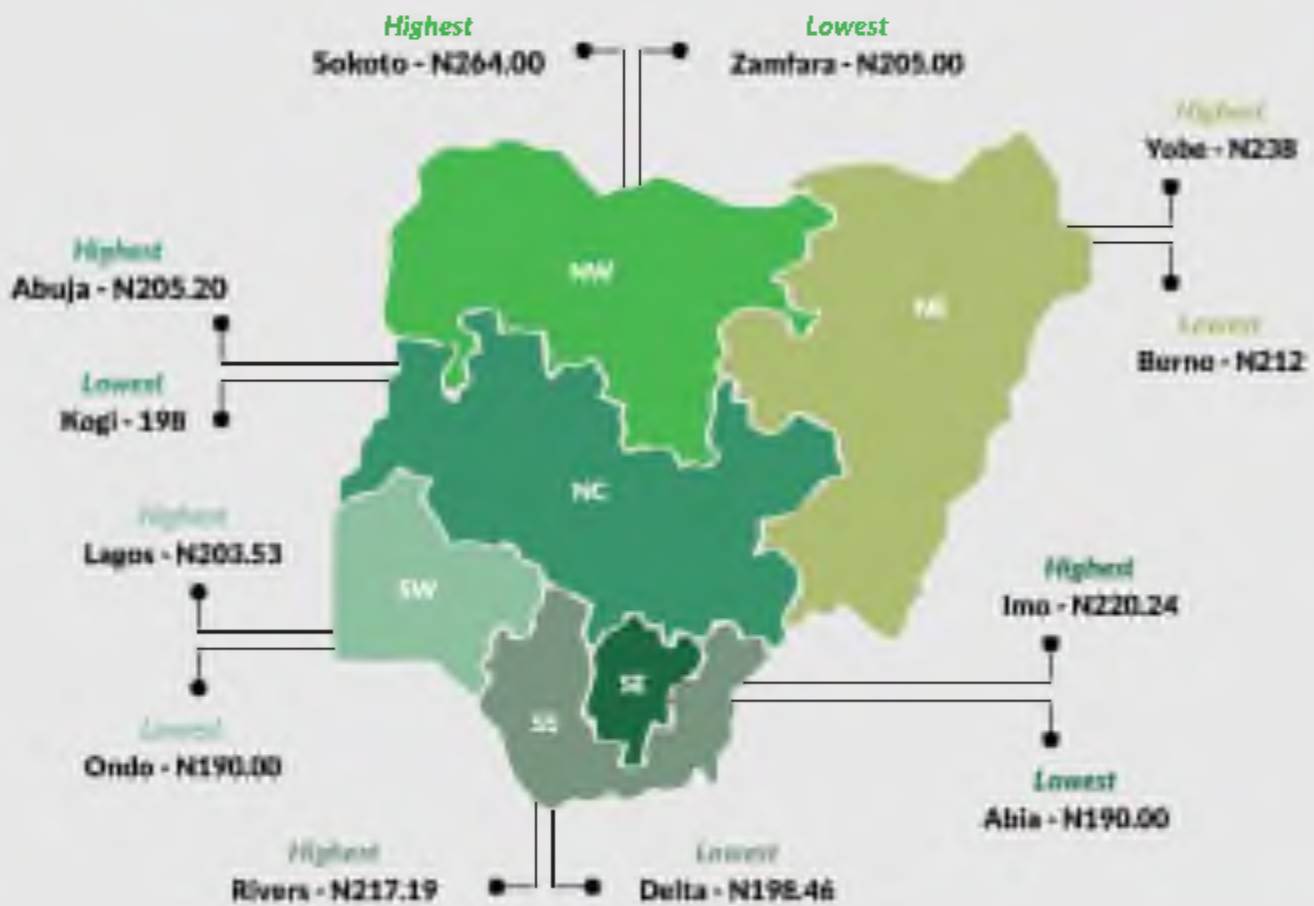 Highest
Sokoto - N264.00
Lowest
Zamfara - N205.00
Highest
Yobe - N238
Highest
Abuja - N205.20
NW
NE
Lowest
Borno - N212
Lowest
Kogi - 198
NC
Highest
Lagos - N203.53
SW
Highest
Imo - N220.24
SE
SS
Lowest
Ondo - N190.00
Lowest
Abia - N190.00
Highest
Rivers - N217.19
Lowest
Delta - N198.46